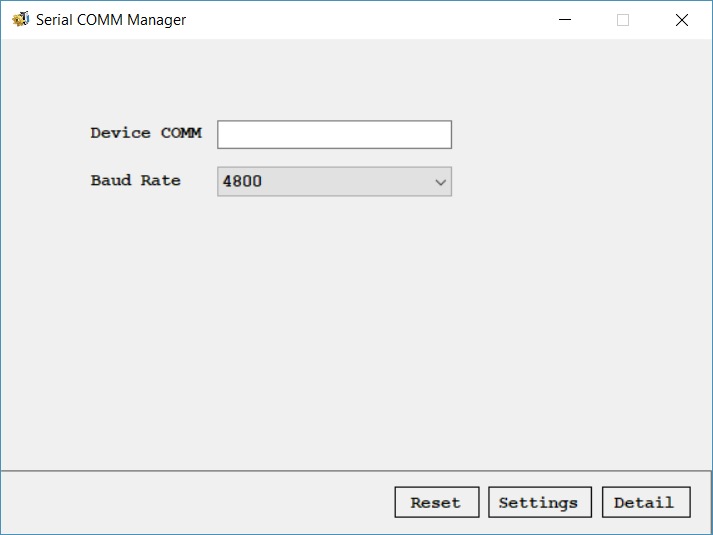 Serial COMM Manager
Device COMM
Baud Rate 4800
Reset Settings Detail